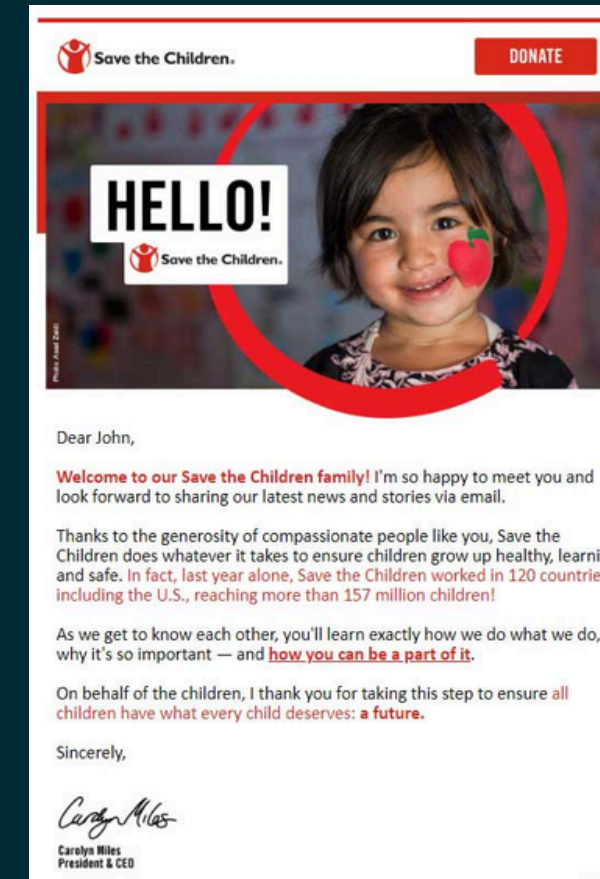 Save the Children.
DONATE
HELLO!
Save the Children.
Photo: Asad Zaidi
Dear John,
Welcome to our Save the Children family! I'm so happy to meet you and
look forward to sharing our latest news and stories via email.
Thanks to the generosity of compassionate people like you, Save the
Children does whatever it takes to ensure children grow up healthy, learni
and safe. In fact, last year alone, Save the Children worked in 120 countrie
including the U.S., reaching more than 157 million children!
As we get to know each other, you'll learn exactly how we do what we do,
why it's so important — and how you can be a part of it.
On behalf of the children, I thank you for taking this step to ensure all
children have what every child deserves: a future.
Sincerely,
Carolyn Miles
Carolyn Miles
President & CEO